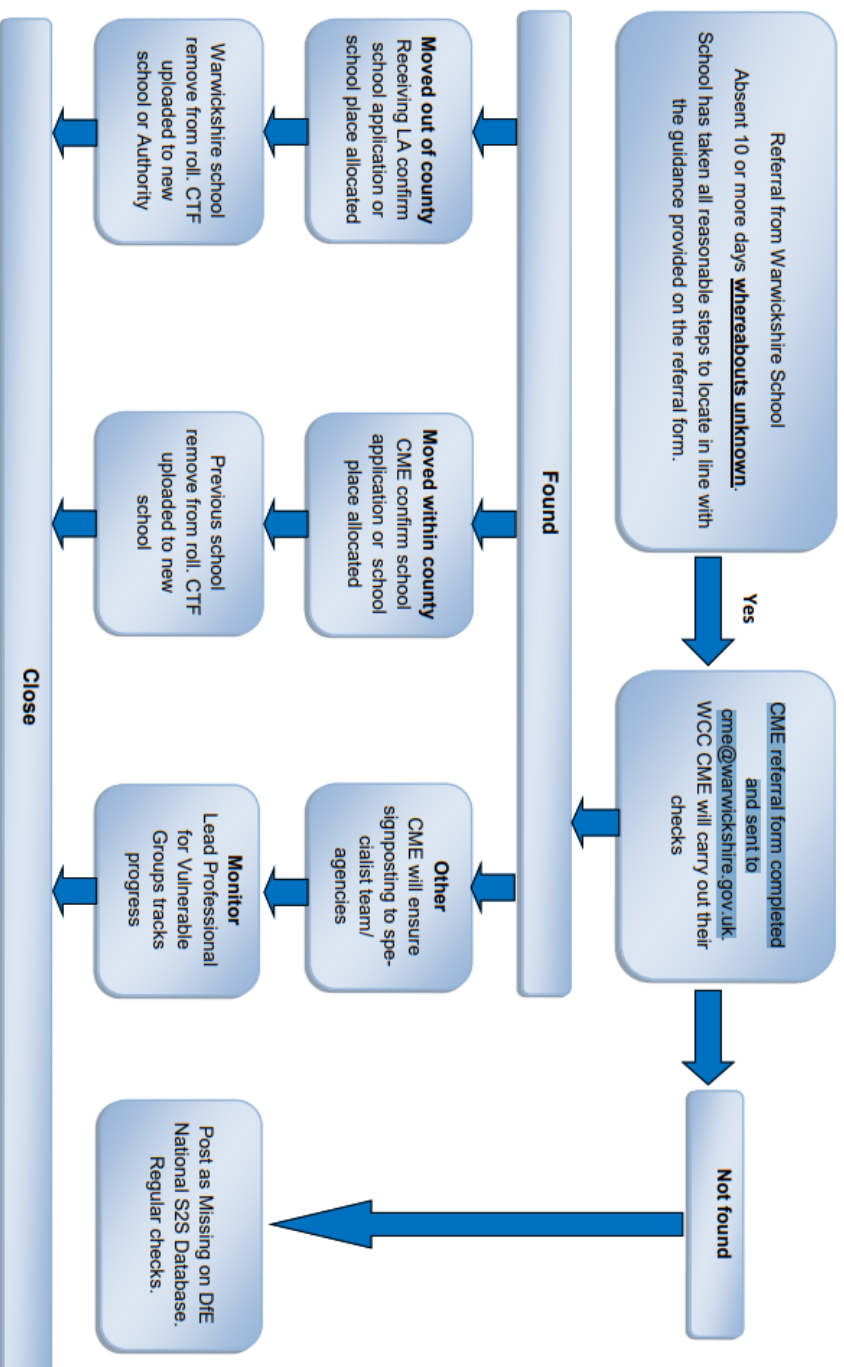 Referral from Warwickshire School
Absent 10 or more days whereabouts unknown.
School has taken all reasonable steps to locate in line with
the guidance provided on the referral form.
Yes
CME referral form completed
and sent to
cme@warwickshire.gov.uk.
WCC CME will carry out their
checks
Not found
Found
Moved out of county
Receiving LA confirm
school application or
school place allocated
Moved within county
CME confirm school
application or school
place allocated
Other
CME will ensure
signposting to spe-
cialist team/
agencies
Warwickshire school
remove from roll. CTF
uploaded to new
school or Authority
Previous school
remove from roll. CTF
uploaded to new
school
Monitor
Lead Professional
for Vulnerable
Groups tracks
progress
Post as Missing on DfE
National S2S Database.
Regular checks.
Close